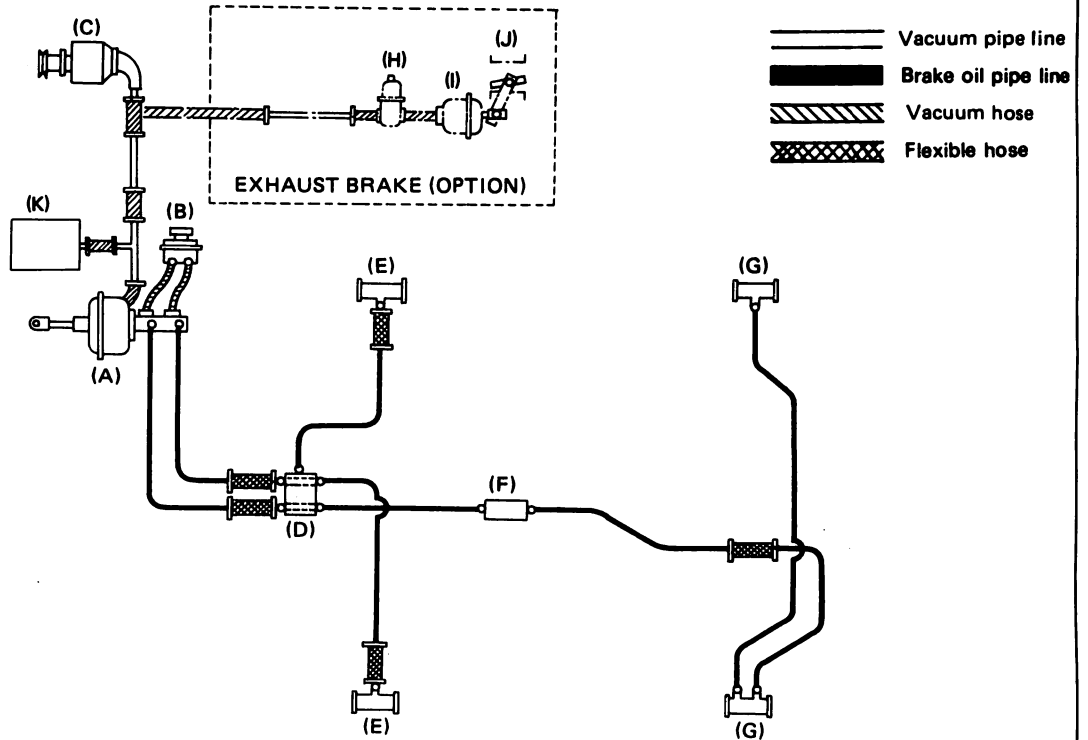 (C)
(J)
(H)
(I)
EXHAUST BRAKE (OPTION)
Vacuum pipe line
Brake oil pipe line
Vacuum hose
Flexible hose
(K)
(B)
(A)
(E)
(G)
(D)
(F)
(E)
(G)